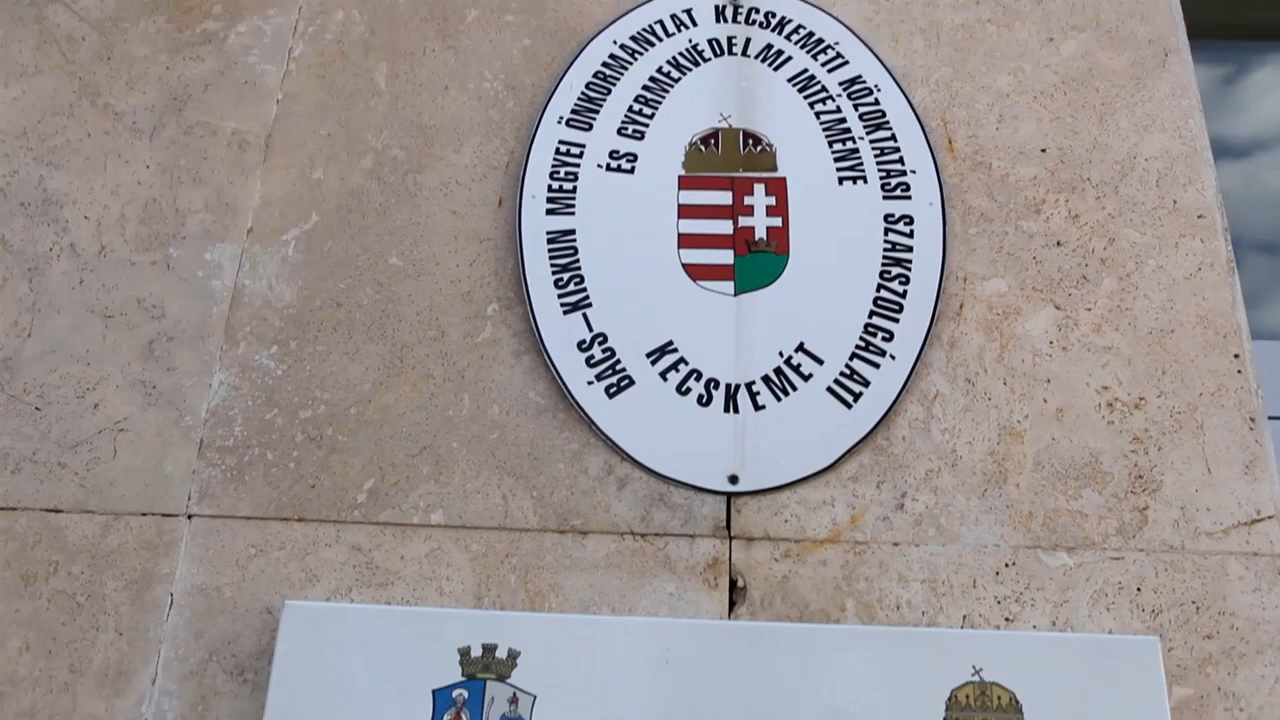 BÁCS–KISKUN MEGYEI ÖNKORMÁNYZAT KECSKEMÉTI KÖZOKTATÁSI SZAKSZOLGÁLATI
ÉS GYERMEKVÉDELMI INTÉZMÉNYE
KECSKEMÉT